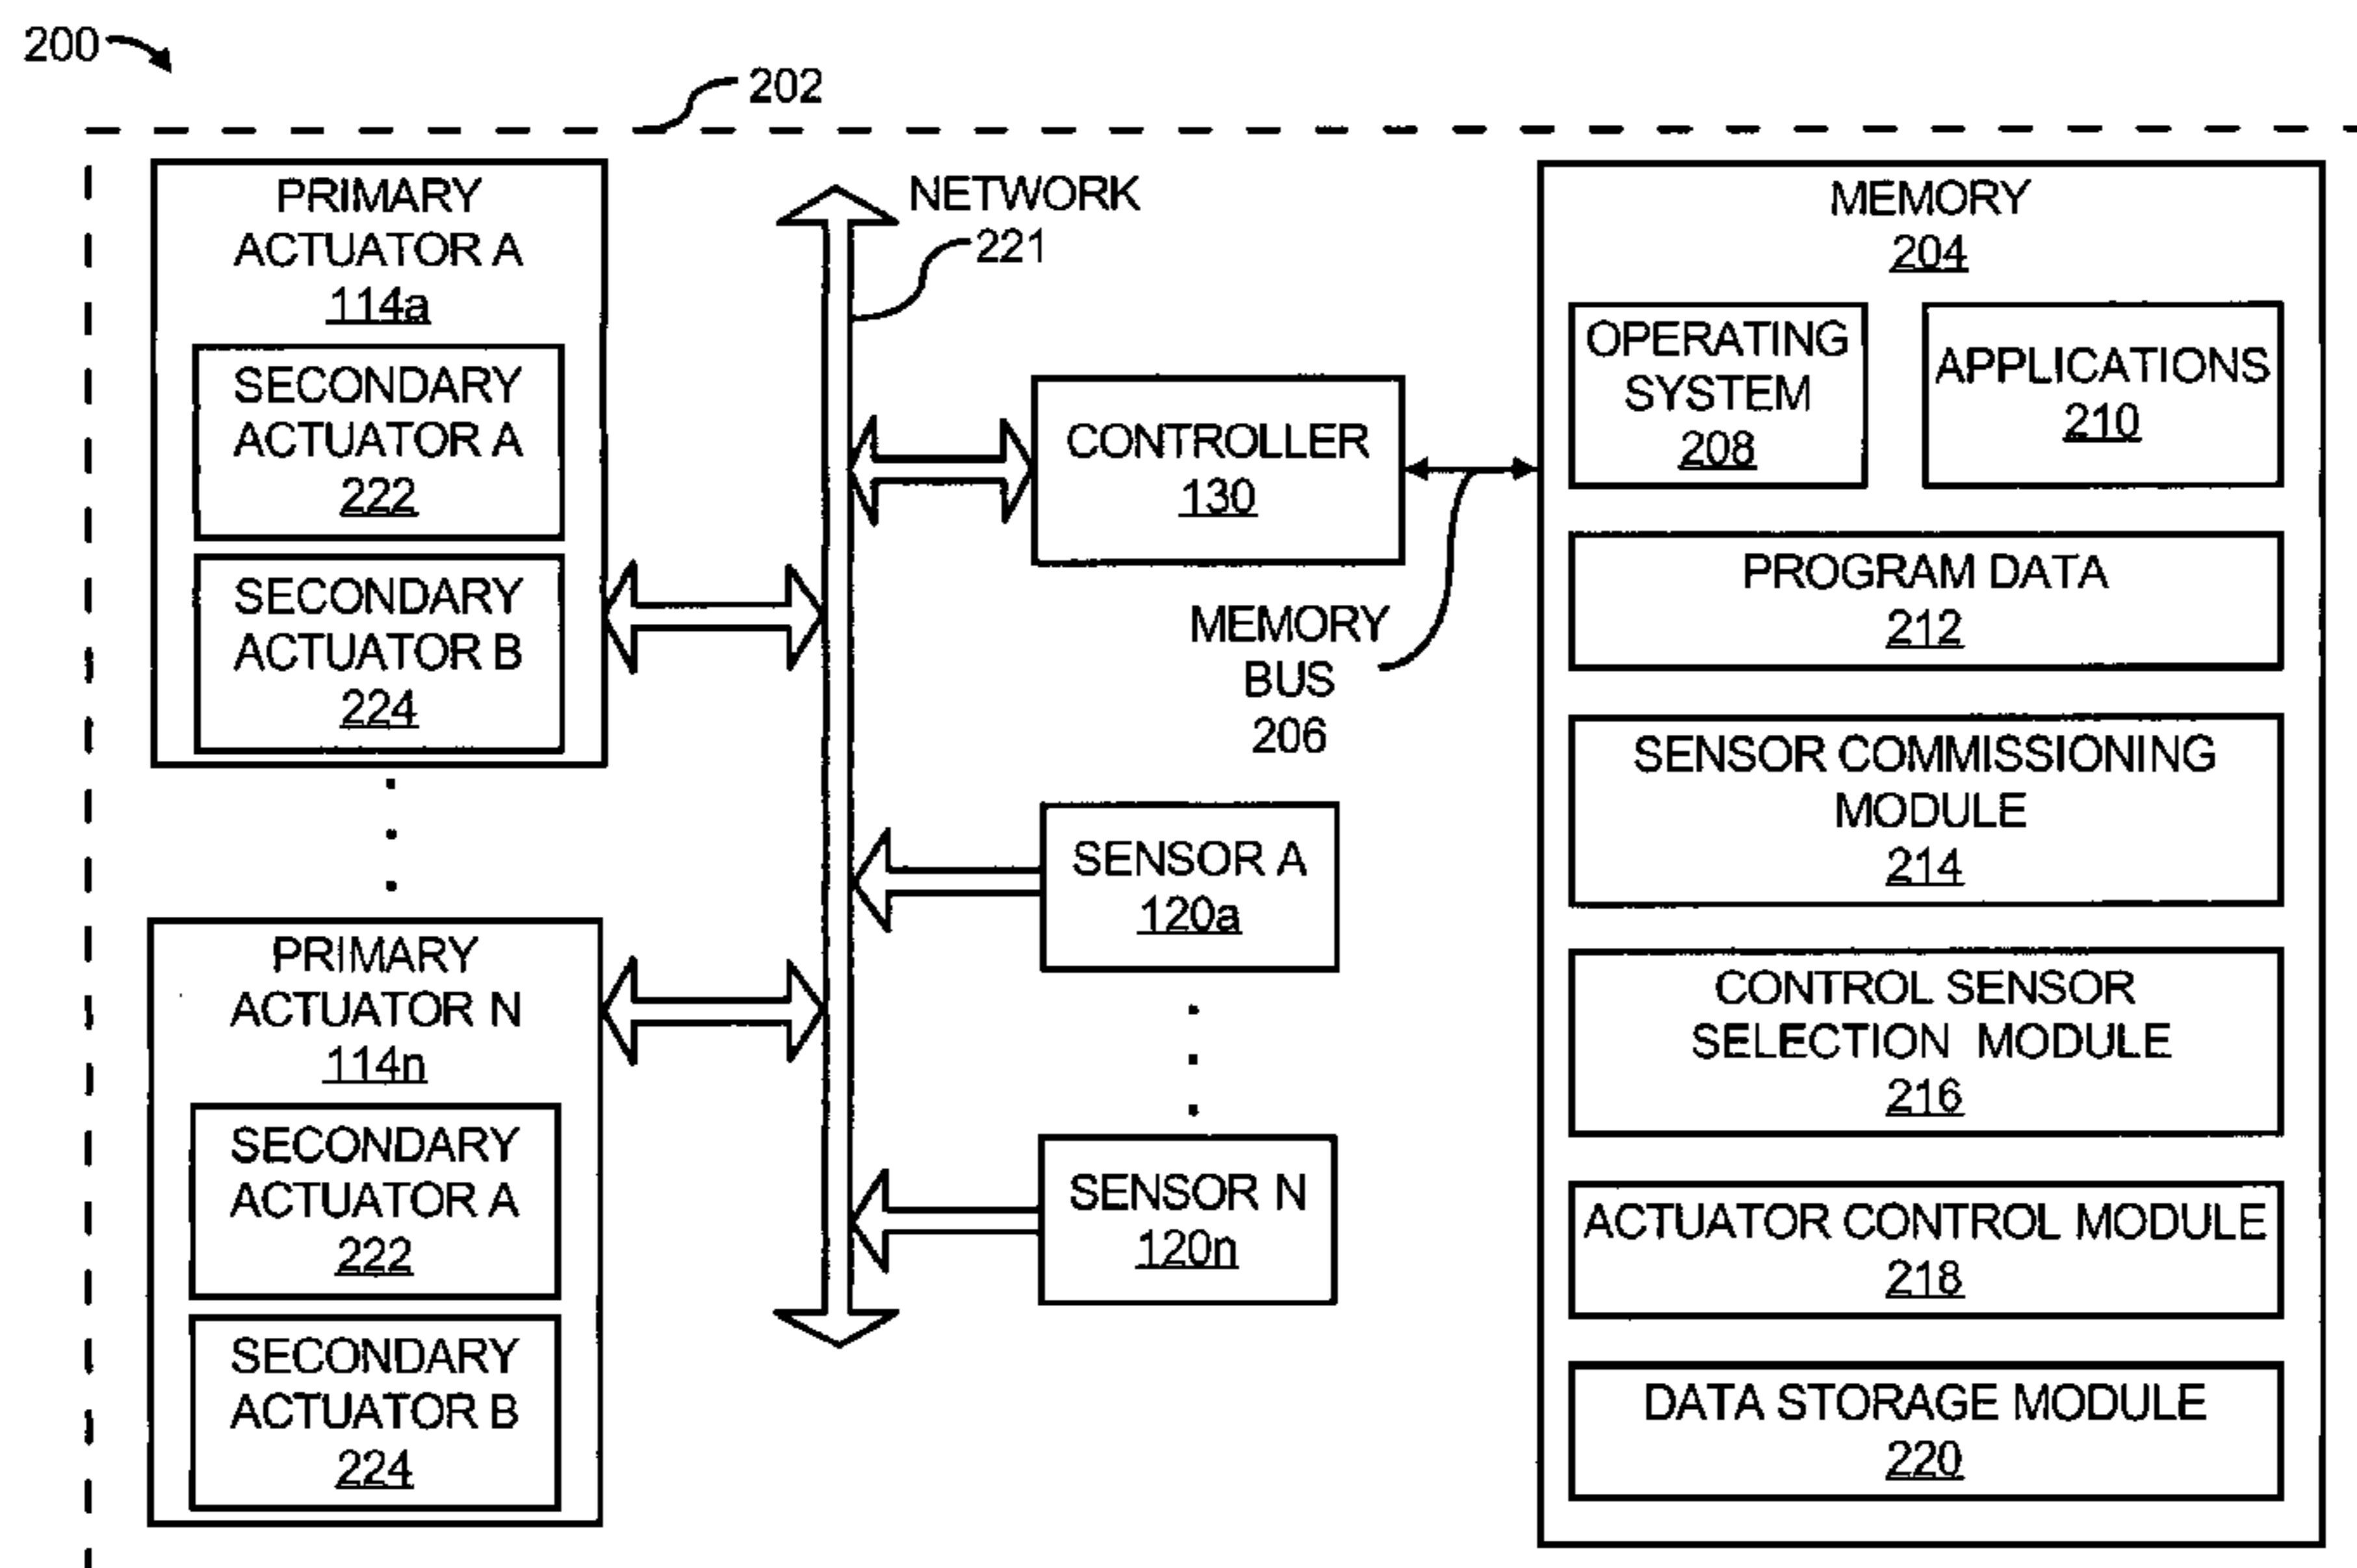 200
202
PRIMARY
ACTUATOR A
114a
SECONDARY
ACTUATOR A
222
SECONDARY
ACTUATOR B
224
PRIMARY
ACTUATOR N
114n
SECONDARY
ACTUATOR A
222
SECONDARY
ACTUATOR B
224
NETWORK
221
CONTROLLER
130
MEMORY
BUS
206
SENSOR A
120a
SENSOR N
120n
MEMORY
204
OPERATING
SYSTEM
208
APPLICATIONS
210
PROGRAM DATA
212
SENSOR COMMISSIONING
MODULE
214
CONTROL SENSOR
SELECTION MODULE
216
ACTUATOR CONTROL MODULE
218
DATA STORAGE MODULE
220